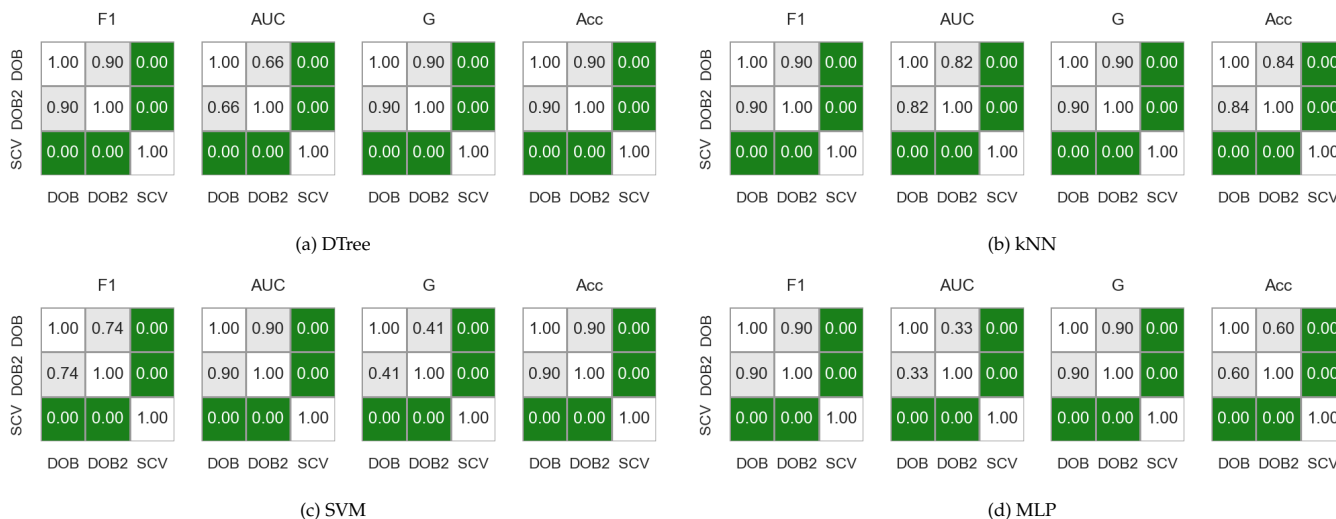 F1 AUC G Acc
DOB 1.00 0.90 0.00 1.00 0.66 0.00 1.00 0.90 0.00 1.00 0.90 0.00
DOB2 0.90 1.00 0.00 0.66 1.00 0.00 0.90 1.00 0.00 0.90 1.00 0.00
SCV 0.00 0.00 1.00 0.00 0.00 1.00 0.00 0.00 1.00 0.00 0.00 1.00
DOB DOB2 SCV DOB DOB2 SCV DOB DOB2 SCV DOB DOB2 SCV
(a) DTree
F1 AUC G Acc
DOB 1.00 0.90 0.00 1.00 0.82 0.00 1.00 0.90 0.00 1.00 0.84 0.00
DOB2 0.90 1.00 0.00 0.82 1.00 0.00 0.90 1.00 0.00 0.84 1.00 0.00
SCV 0.00 0.00 1.00 0.00 0.00 1.00 0.00 0.00 1.00 0.00 0.00 1.00
DOB DOB2 SCV DOB DOB2 SCV DOB DOB2 SCV DOB DOB2 SCV
(b) kNN
F1 AUC G Acc
DOB 1.00 0.74 0.00 1.00 0.90 0.00 1.00 0.41 0.00 1.00 0.90 0.00
DOB2 0.74 1.00 0.00 0.90 1.00 0.00 0.41 1.00 0.00 0.90 1.00 0.00
SCV 0.00 0.00 1.00 0.00 0.00 1.00 0.00 0.00 1.00 0.00 0.00 1.00
DOB DOB2 SCV DOB DOB2 SCV DOB DOB2 SCV DOB DOB2 SCV
(c) SVM
F1 AUC G Acc
DOB 1.00 0.90 0.00 1.00 0.33 0.00 1.00 0.90 0.00 1.00 0.60 0.00
DOB2 0.90 1.00 0.00 0.33 1.00 0.00 0.90 1.00 0.00 0.60 1.00 0.00
SCV 0.00 0.00 1.00 0.00 0.00 1.00 0.00 0.00 1.00 0.00 0.00 1.00
DOB DOB2 SCV DOB DOB2 SCV DOB DOB2 SCV DOB DOB2 SCV
(d) MLP